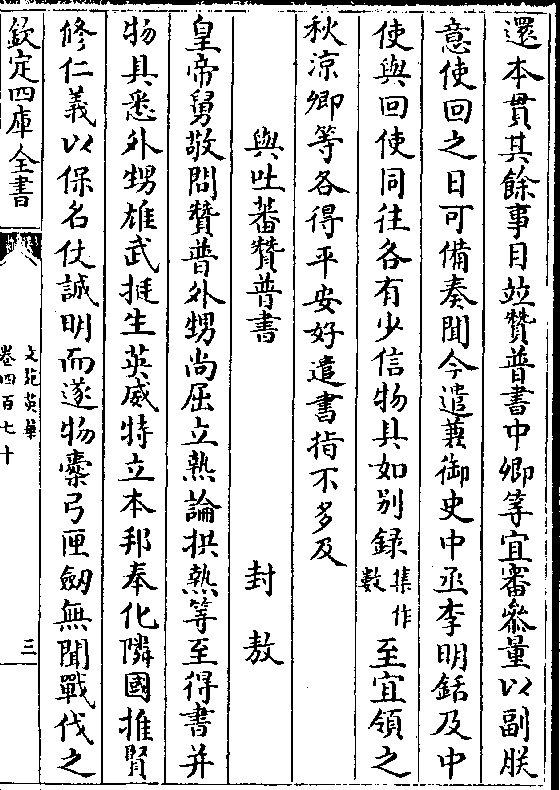 還本貫其餘事目竝贊普書中卿等宜審叅量以副朕
意使回之日可備奏聞今遣兼御史中丞李明銛及中
使與回使同往各有少信物具如别録集作數至宜領之
秋涼卿等各得平安好遣書指不多及
與吐蕃贊普書 封敖
皇帝舅敬問贊普外甥尚屈立熱論拱熱等至得書并
物具悉外甥雄武挺生英威特立本邦奉化隣國推賢
修仁義以保名仗誠明而遂物櫜弓匣劒無聞戰伐之
欽定四庫全書
文苑英華
卷四百七十
三